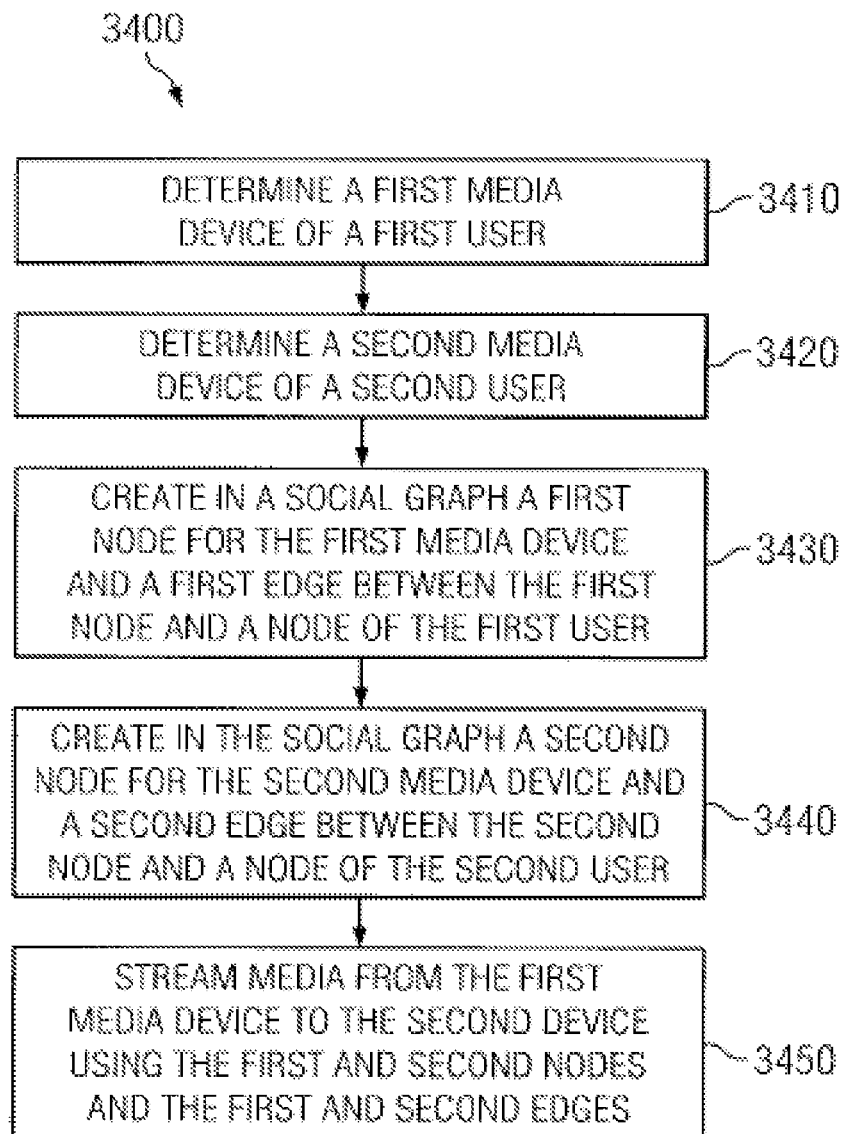 3400
DETERMINE A FIRST MEDIA
DEVICE OF A FIRST USER
3410
DETERMINE A SECOND MEDIA
DEVICE OF A SECOND USER
3420
CREATE IN A SOCIAL GRAPH A FIRST
NODE FOR THE FIRST MEDIA DEVICE
AND A FIRST EDGE BETWEEN THE FIRST
NODE AND A NODE OF THE FIRST USER
3430
CREATE IN THE SOCIAL GRAPH A SECOND
NODE FOR THE SECOND MEDIA DEVICE AND
A SECOND EDGE BETWEEN THE SECOND
NODE AND A NODE OF THE SECOND USER
3440
STREAM MEDIA FROM THE FIRST
MEDIA DEVICE TO THE SECOND DEVICE
USING THE FIRST AND SECOND NODES
AND THE FIRST AND SECOND EDGES
3450